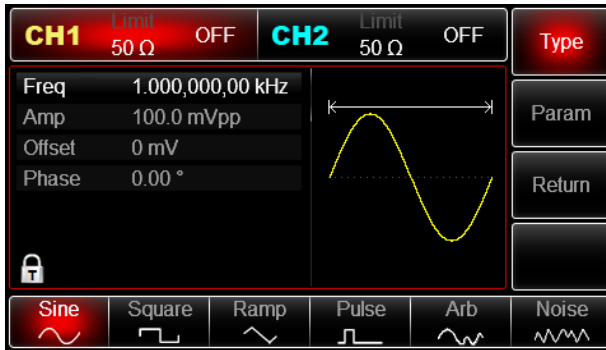 CH1 Limit 50 Ω OFF CH2 Limit 50 Ω OFF Type
Freq 1.000,000,00 kHz
Amp 100.0 mVpp Param
Offset 0 mV
Phase 0.00 ° Return
T
Sine Square Ramp Pulse Arb Noise